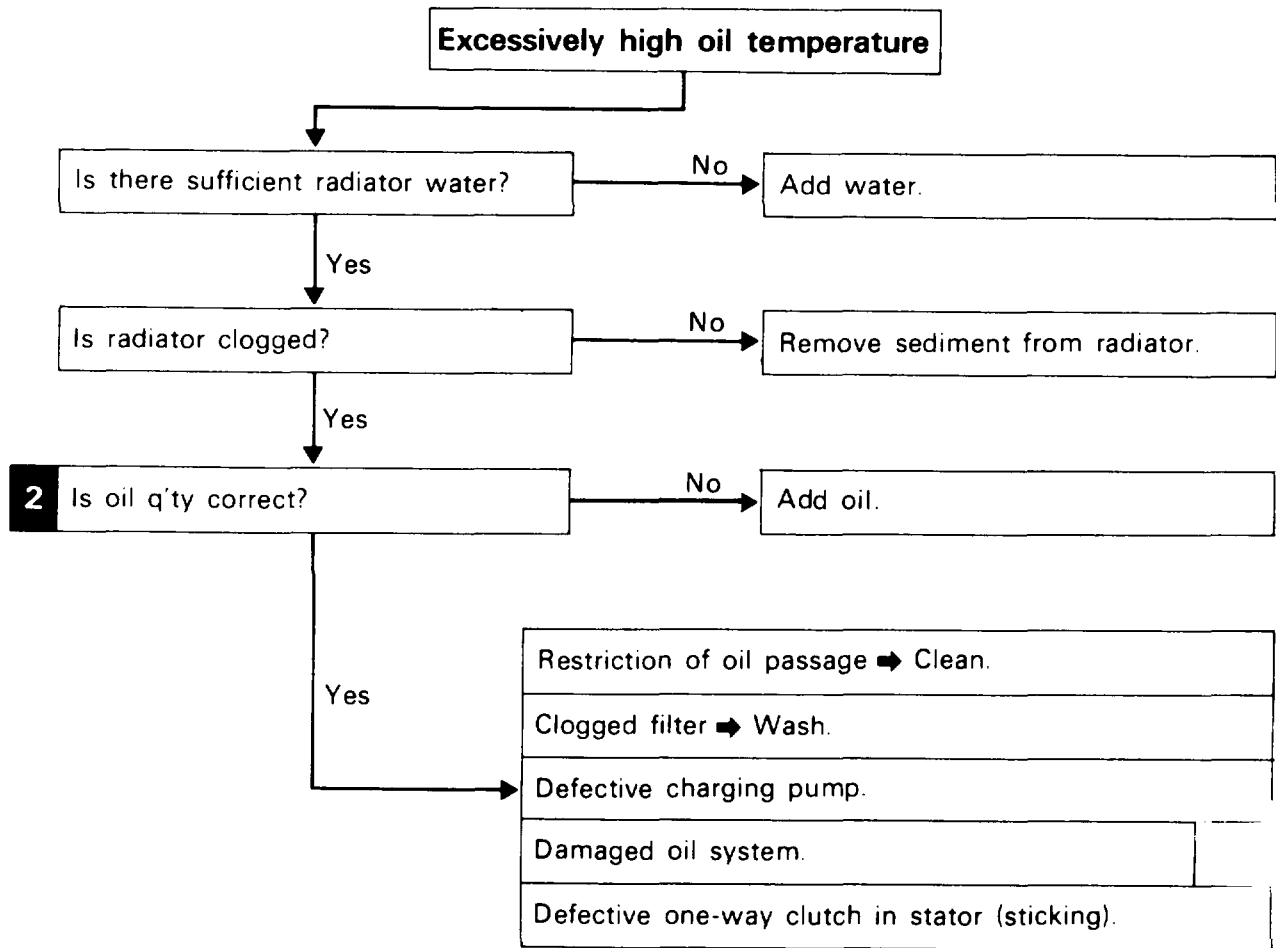 Excessively high oil temperature
Is there sufficient radiator water?
No
Add water.
Yes
Is radiator clogged?
No
Remove sediment from radiator.
Yes
2
Is oil q'ty correct?
No
Add oil.
Yes
Restriction of oil passage ➡ Clean.
Clogged filter ➡ Wash.
Defective charging pump.
Damaged oil system.
Defective one-way clutch in stator (sticking).